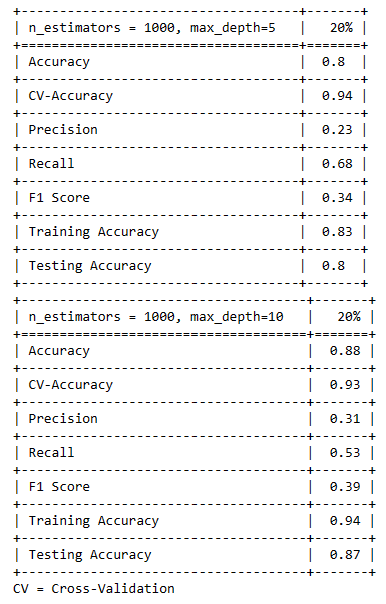 n_estimators = 1000, max_depth=5 | 20%
Accuracy | 0.8
CV-Accuracy | 0.94
Precision | 0.23
Recall | 0.68
F1 Score | 0.34
Training Accuracy | 0.83
Testing Accuracy | 0.8
n_estimators = 1000, max_depth=10 | 20%
Accuracy | 0.88
CV-Accuracy | 0.93
Precision | 0.31
Recall | 0.53
F1 Score | 0.39
Training Accuracy | 0.94
Testing Accuracy | 0.87
CV = Cross-Validation